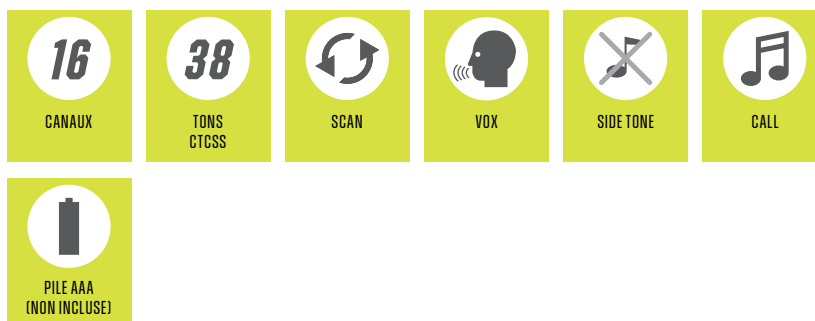 16
CANAUX
38
TONS
CTCSS
SCAN
VOX
SIDE TONE
CALL
PILE AAA
(NON INCLUSE)